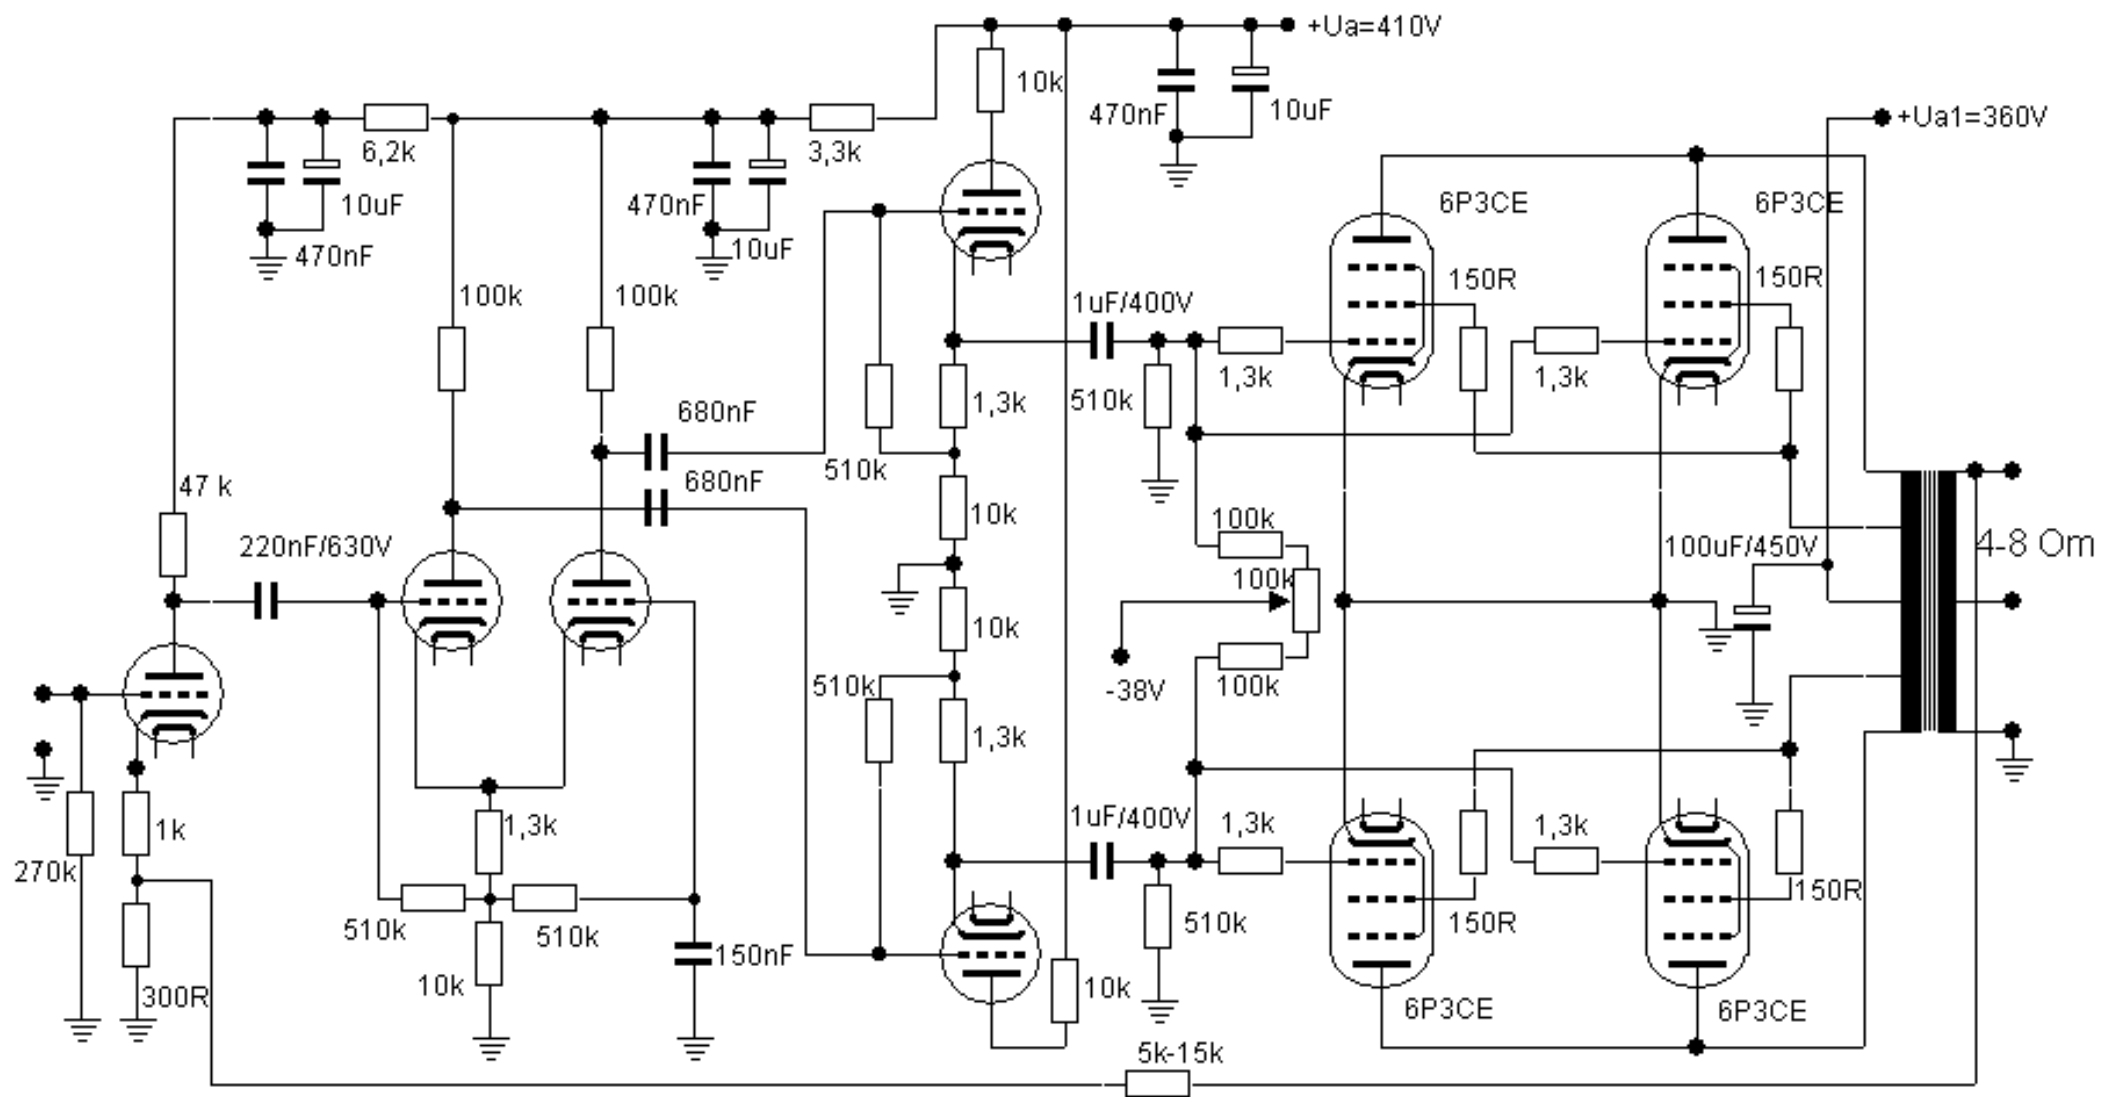 +Ua=410V
10k
470nF
10uF
+Ua1=360V
6,2k
3,3k
10uF
470nF
470nF
10uF
6P3CE
6P3CE
100k
100k
150R
150R
1uF/400V
1,3k
1,3k
1,3k
510k
680nF
510k
680nF
47 k
10k
100k
220nF/630V
100k
100uF/450V
4-8 Om
10k
510k
-38V
100k
1,3k
1k
1,3k
1uF/400V
1,3k
1,3k
270k
510k
510k
510k
150R
150R
10k
150nF
300R
10k
6P3CE
6P3CE
5k-15k